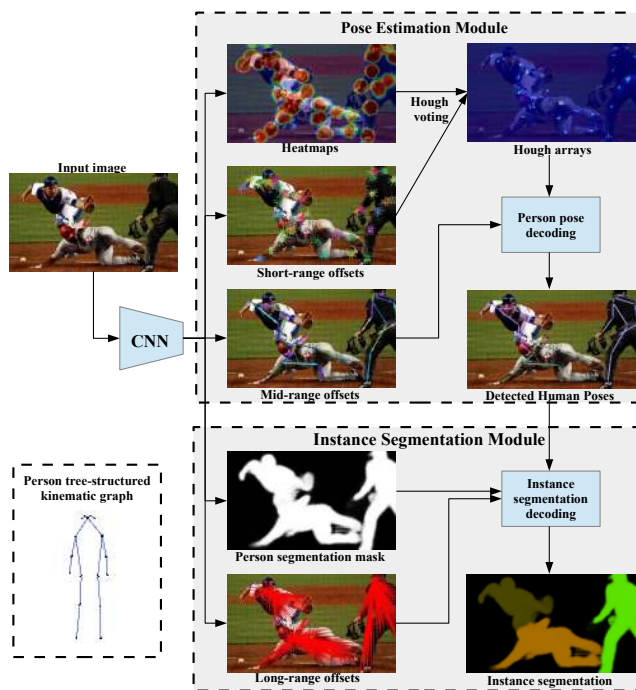 Pose Estimation Module
Heatmaps
Hough
voting
Hough arrays
Input image
Short-range offsets
Person pose
decoding
CNN
Mid-range offsets
Detected Human Poses
Instance Segmentation Module
Person tree-structured
kinematic graph
Person segmentation mask
Instance
segmentation
decoding
Long-range offsets
Instance segmentation